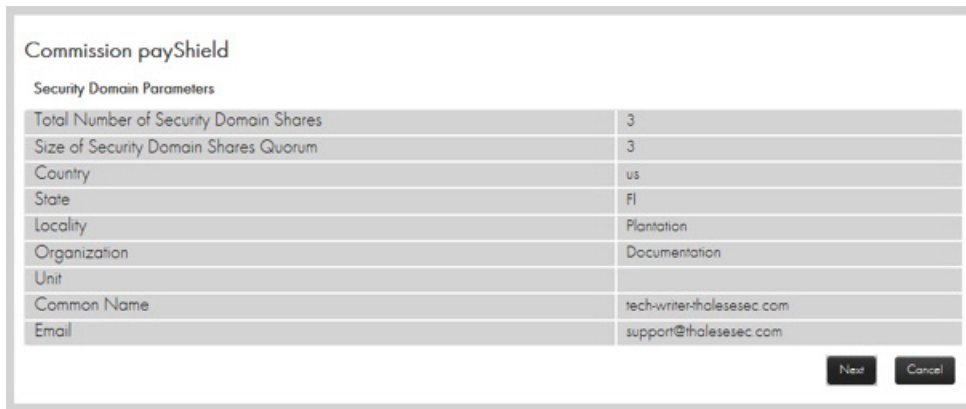 Commission payShield
Security Domain Parameters
Total Number of Security Domain Shares 3
Size of Security Domain Shares Quorum 3
Country us
State Fl
Locality Plantation
Organization Documentation
Unit
Common Name tech-writer-thalesesec.com
Email support@thalesesec.com
Next Cancel